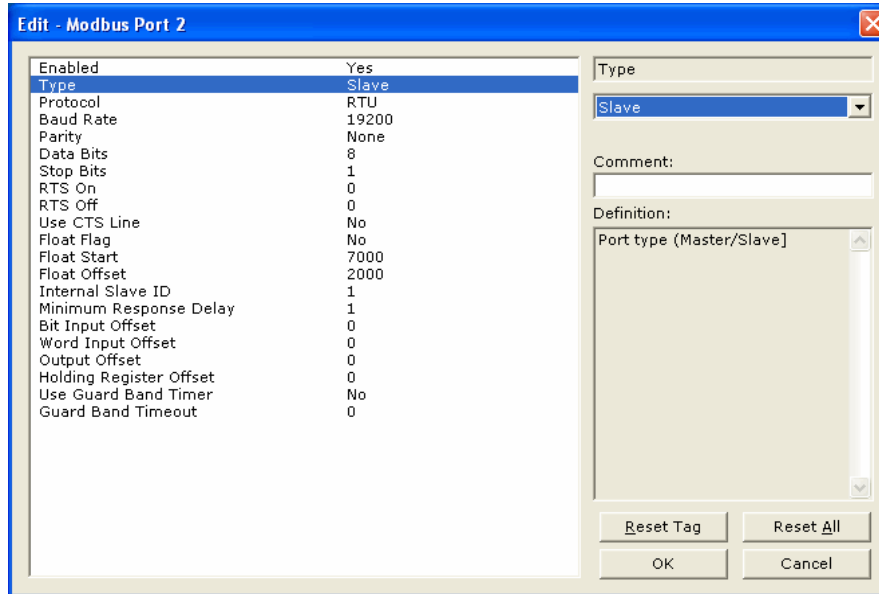 Edit - Modbus Port 2
Enabled Yes
Type Slave
Protocol RTU
Baud Rate 19200
Parity None
Data Bits 8
Stop Bits 1
RTS On 0
RTS Off 0
Use CTS Line No
Float Flag No
Float Start 7000
Float Offset 2000
Internal Slave ID 1
Minimum Response Delay 1
Bit Input Offset 0
Word Input Offset 0
Output Offset 0
Holding Register Offset 0
Use Guard Band Timer No
Guard Band Timeout 0
Type
Slave
Comment:
Definition:
Port type (Master/Slave]
Reset Tag Reset All
OK Cancel